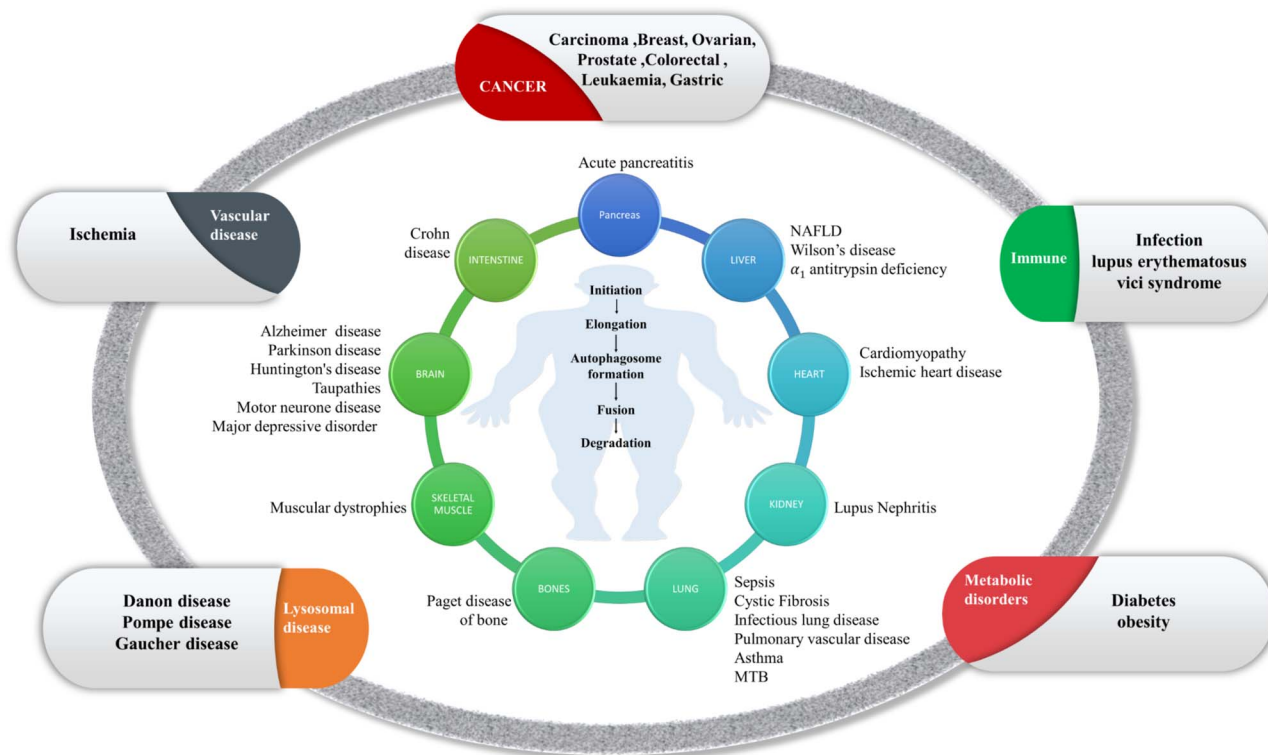 Carcinoma ,Breast, Ovarian,
Prostate ,Colorectal ,
Leukaemia, Gastric
CANCER
Ischemia
Vascular
disease
Immune
Infection
lupus erythematosus
vici syndrome
Lysosomal
disease
Danon disease
Pompe disease
Gaucher disease
Metabolic
disorders
Diabetes
obesity
Acute pancreatitis
Pancreas
LIVER
NAFLD
Wilson’s disease
α₁ antitrypsin deficiency
HEART
Cardiomyopathy
Ischemic heart disease
KIDNEY
Lupus Nephritis
LUNG
Sepsis
Cystic Fibrosis
Infectious lung disease
Pulmonary vascular disease
Asthma
MTB
BONES
Paget disease
of bone
SKELETAL
MUSCLE
Muscular dystrophies
BRAIN
Alzheimer disease
Parkinson disease
Huntington's disease
Taupathies
Motor neurone disease
Major depressive disorder
INTENSTINE
Crohn
disease
Initiation
Elongation
Autophagosome
formation
Fusion
Degradation